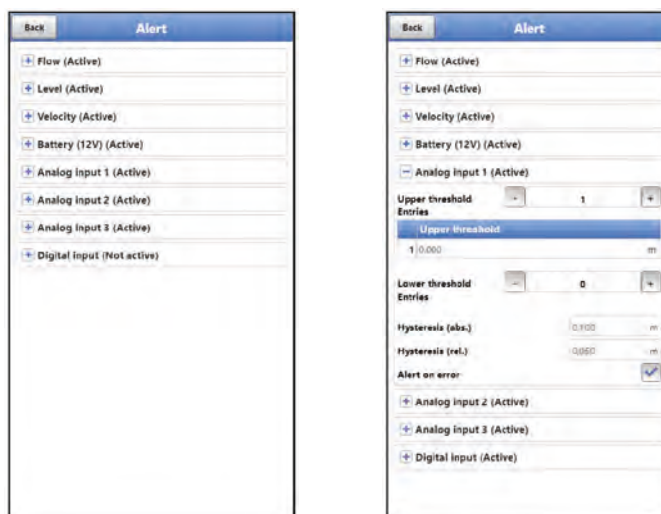 Back Alert
+ Flow (Active)
+ Level (Active)
+ Velocity (Active)
+ Battery (12V) (Active)
+ Analog input 1 (Active)
+ Analog input 2 (Active)
+ Analog input 3 (Active)
+ Digital input (Not active)
Back Alert
+ Flow (Active)
+ Level (Active)
+ Velocity (Active)
+ Battery (12V) (Active)
− Analog input 1 (Active)
Upper threshold - 1 +
Entries
Upper threshold
1 0.000 m
Lower threshold - 0 +
Entries
Hysteresis (abs.) 0.100 m
Hysteresis (rel.) 0.050 m
Alert on error
+ Analog input 2 (Active)
+ Analog input 3 (Active)
+ Digital input (Active)